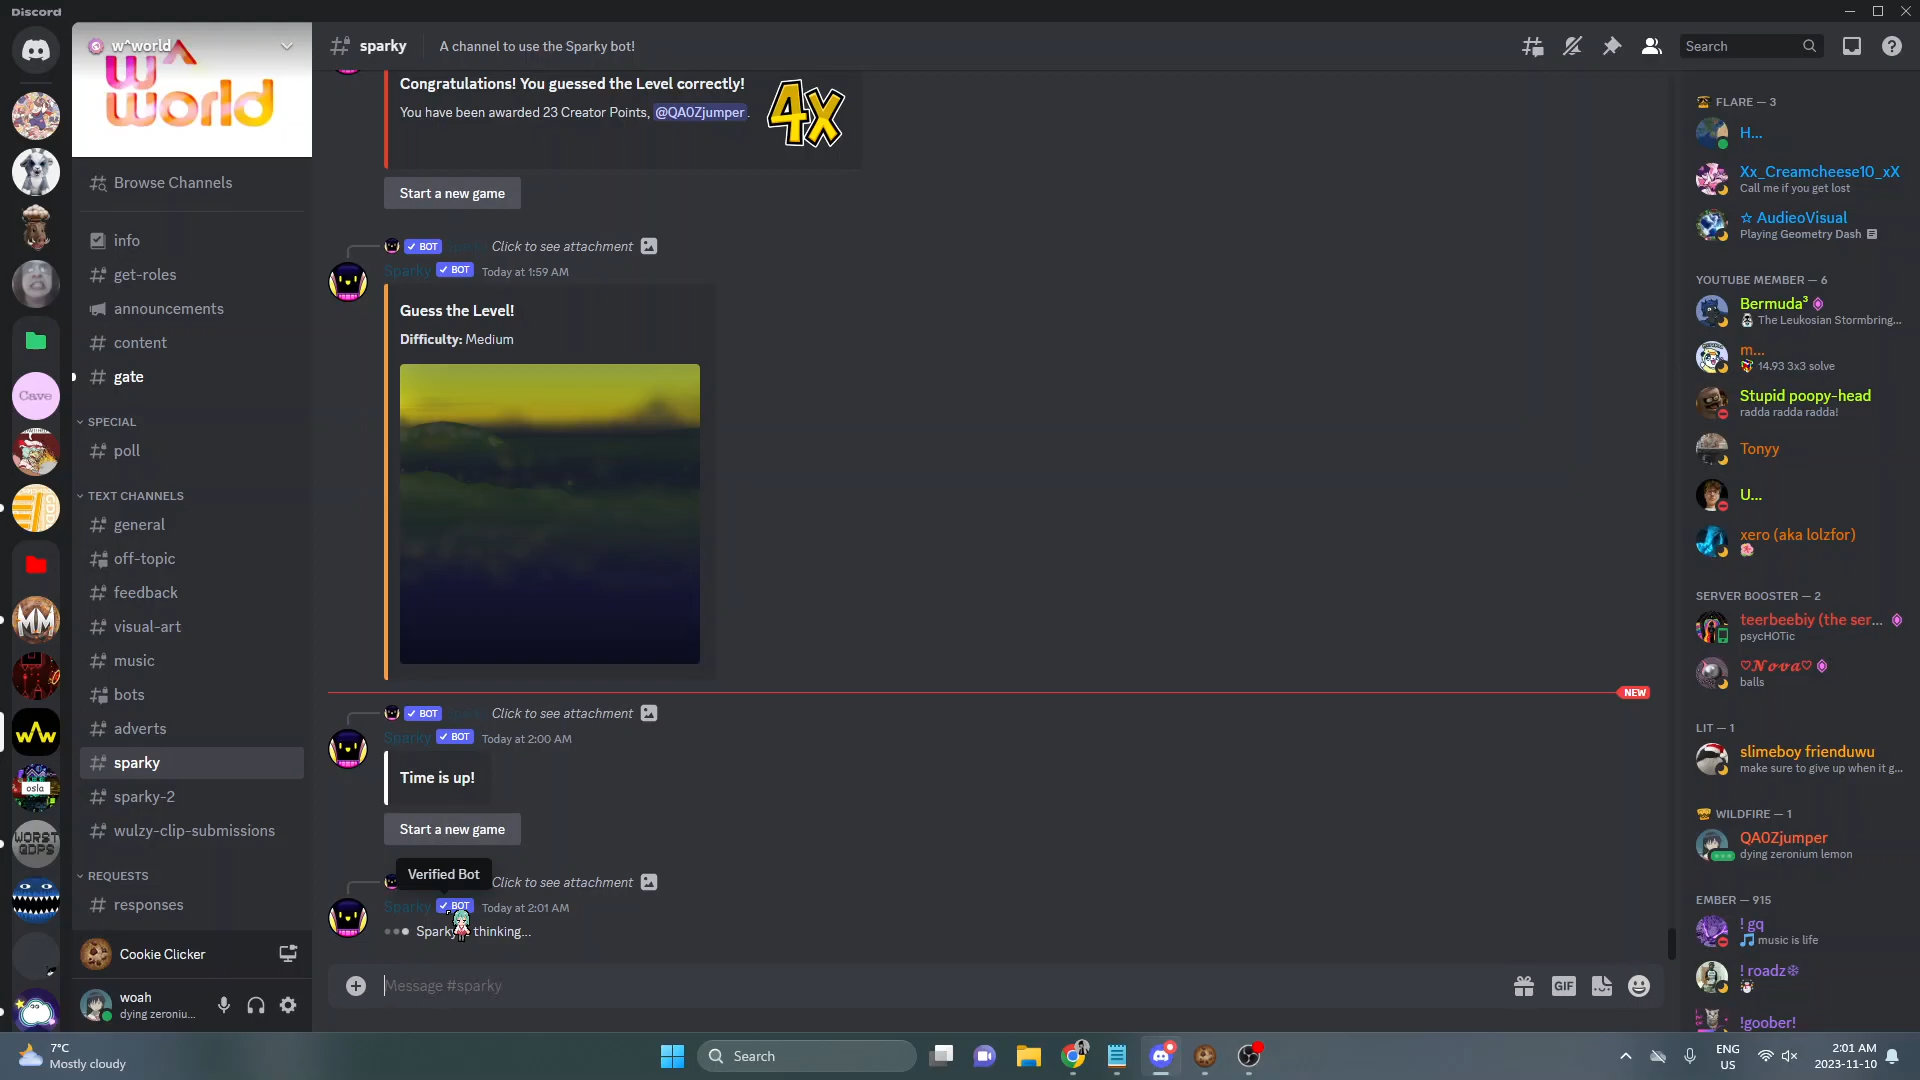 Discord
w^world
w^
world
Browse Channels
info
get-roles
announcements
content
gate
SPECIAL
poll
TEXT CHANNELS
general
off-topic
feedback
visual-art
music
bots
adverts
sparky
sparky-2
wulzy-clip-submissions
REQUESTS
responses
Cookie Clicker
woah
dying zeroniu...
Cave
MM
osla
WORST
GDPS
sparky
A channel to use the Sparky bot!
Search
Congratulations! You guessed the Level correctly!
You have been awarded 23 Creator Points, @QA0Zjumper.
4X
Start a new game
BOT Click to see attachment
Sparky BOT Today at 1:59 AM
Guess the Level!
Difficulty: Medium
NEW
BOT Click to see attachment
Sparky BOT Today at 2:00 AM
Time is up!
Start a new game
Verified Bot
Click to see attachment
Sparky BOT Today at 2:01 AM
Sparky thinking...
Message #sparky
GIF
FLARE — 3
H...
Xx_Creamcheese10_xX
Call me if you get lost
☆ AudieoVisual
Playing Geometry Dash
YOUTUBE MEMBER — 6
Bermuda³
The Leukosian Stormbring...
m...
14.93 3x3 solve
Stupid poopy-head
radda radda radda!
Tonyy
U...
xero (aka lolzfor)
SERVER BOOSTER — 2
teerbeebiy (the ser...
psycHOTic
♡𝓝𝓸𝓿𝓪♡
balls
LIT — 1
slimeboy frienduwu
make sure to give up when it g...
WILDFIRE — 1
QA0Zjumper
dying zeronium lemon
EMBER — 915
! gq
music is life
! roadz❄
!goober!
7°C
Mostly cloudy
Search
ENG
US
2:01 AM
2023-11-10